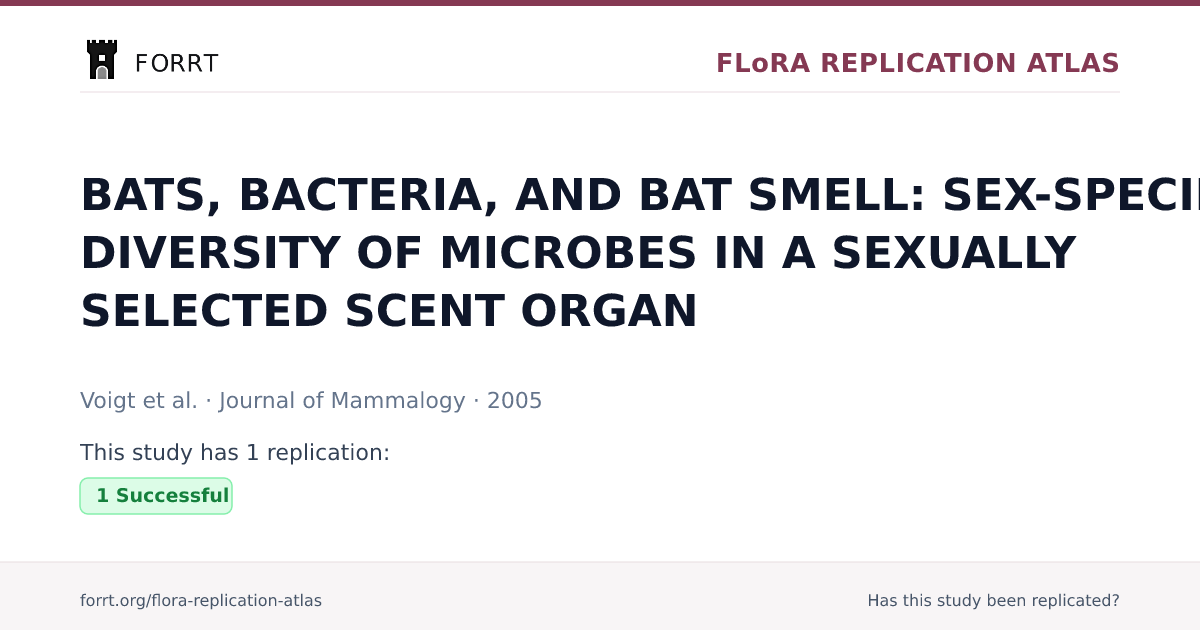 FORRT
FLoRA REPLICATION ATLAS
BATS, BACTERIA, AND BAT SMELL:
DIVERSITY OF MICROBES IN A SEXUALLY
SELECTED SCENT ORGAN
Voigt et al. · Journal of Mammalogy · 2005
This study has 1 replication:
1 Successful
forrt.org/flora-replication-atlas
Has this study been replicated?